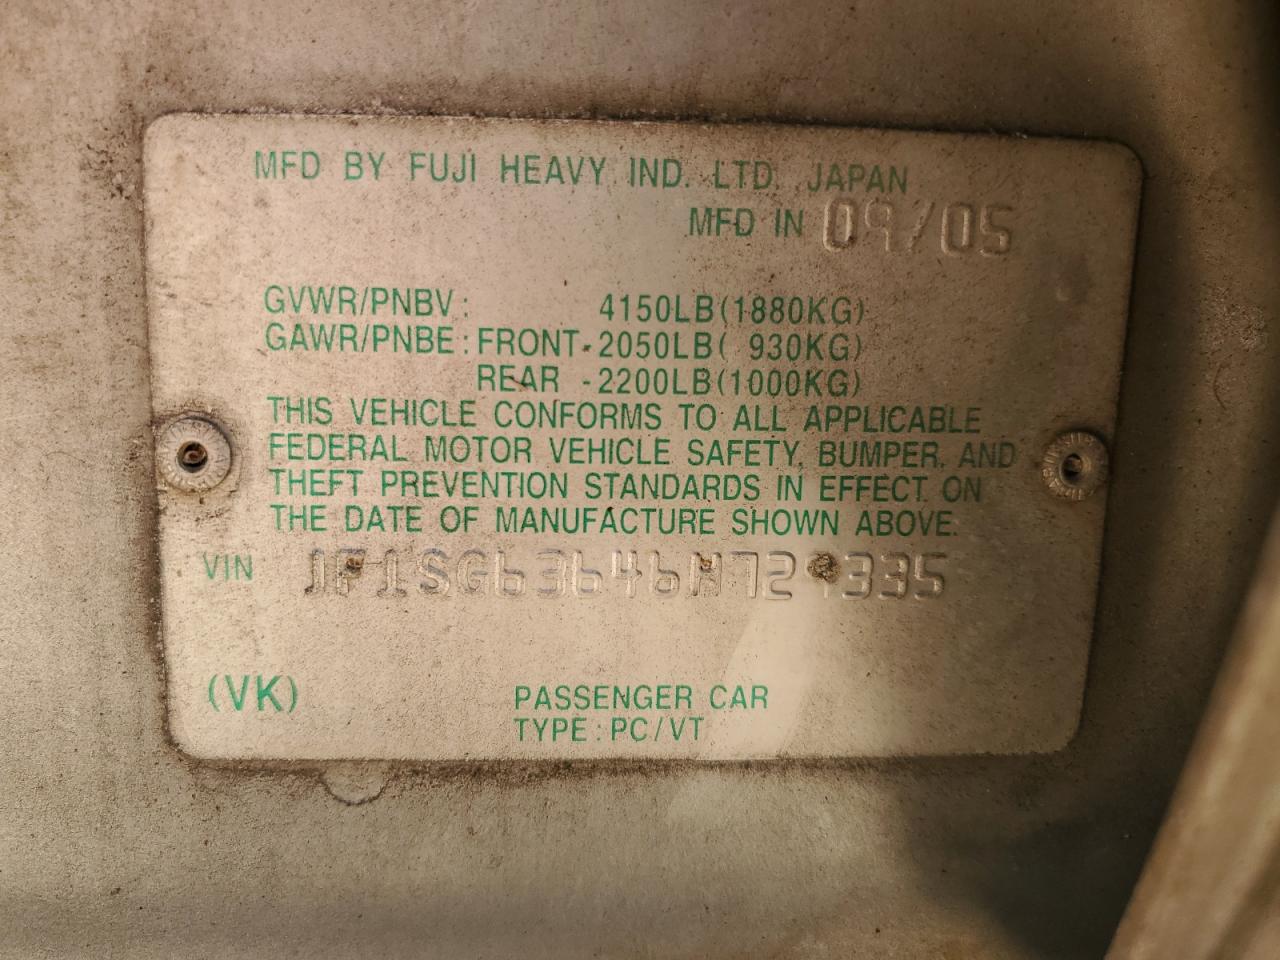 MFD BY FUJI HEAVY IND. LTD. JAPAN
MFD IN 09/05
GVWR/PNBV: 4150LB(1880KG)
GAWR/PNBE: FRONT-2050LB( 930KG)
REAR -2200LB(1000KG)
THIS VEHICLE CONFORMS TO ALL APPLICABLE
FEDERAL MOTOR VEHICLE SAFETY, BUMPER, AND
THEFT PREVENTION STANDARDS IN EFFECT ON
THE DATE OF MANUFACTURE SHOWN ABOVE.
VIN JF1SG63646H729335
(VK) PASSENGER CAR
TYPE: PC/VT